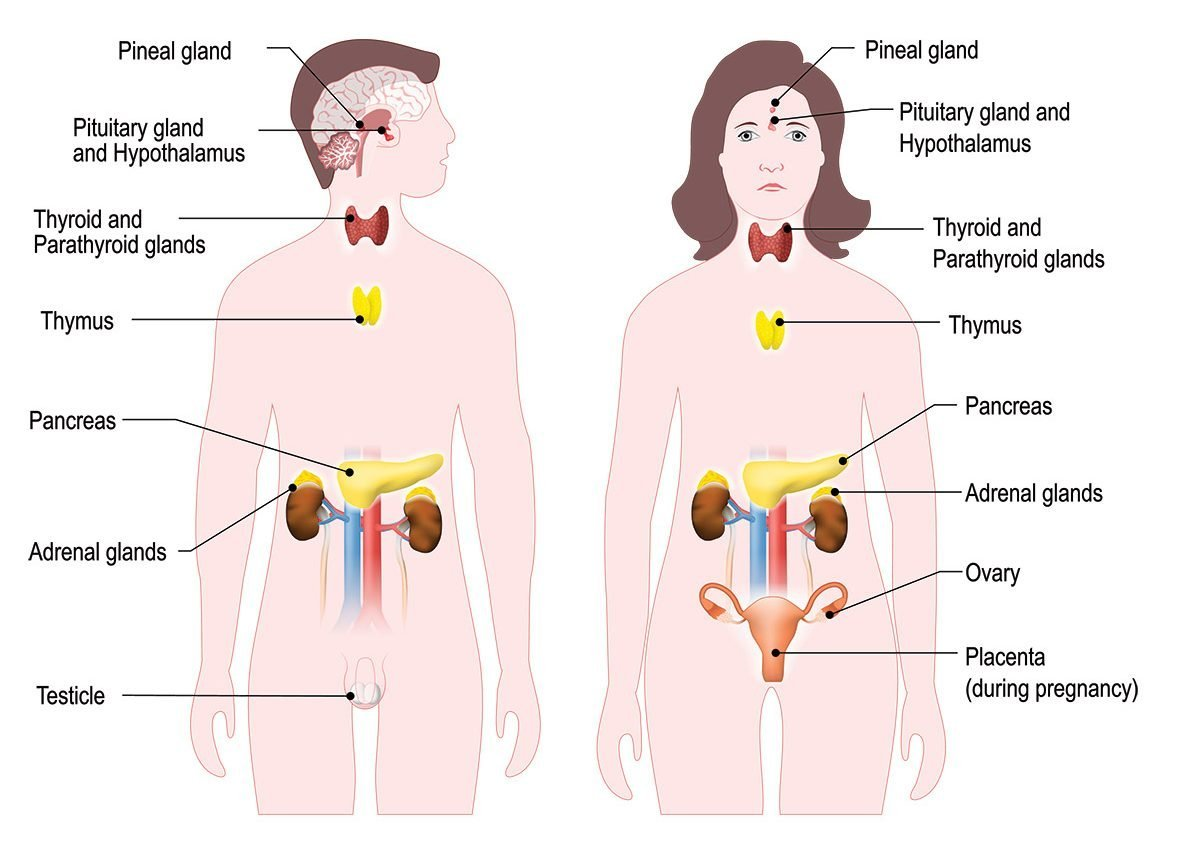 Pineal gland
Pituitary gland
and Hypothalamus
Thyroid and
Parathyroid glands
Thymus
Pancreas
Adrenal glands
Testicle
Pineal gland
Pituitary gland and
Hypothalamus
Thyroid and
Parathyroid glands
Thymus
Pancreas
Adrenal glands
Ovary
Placenta
(during pregnancy)